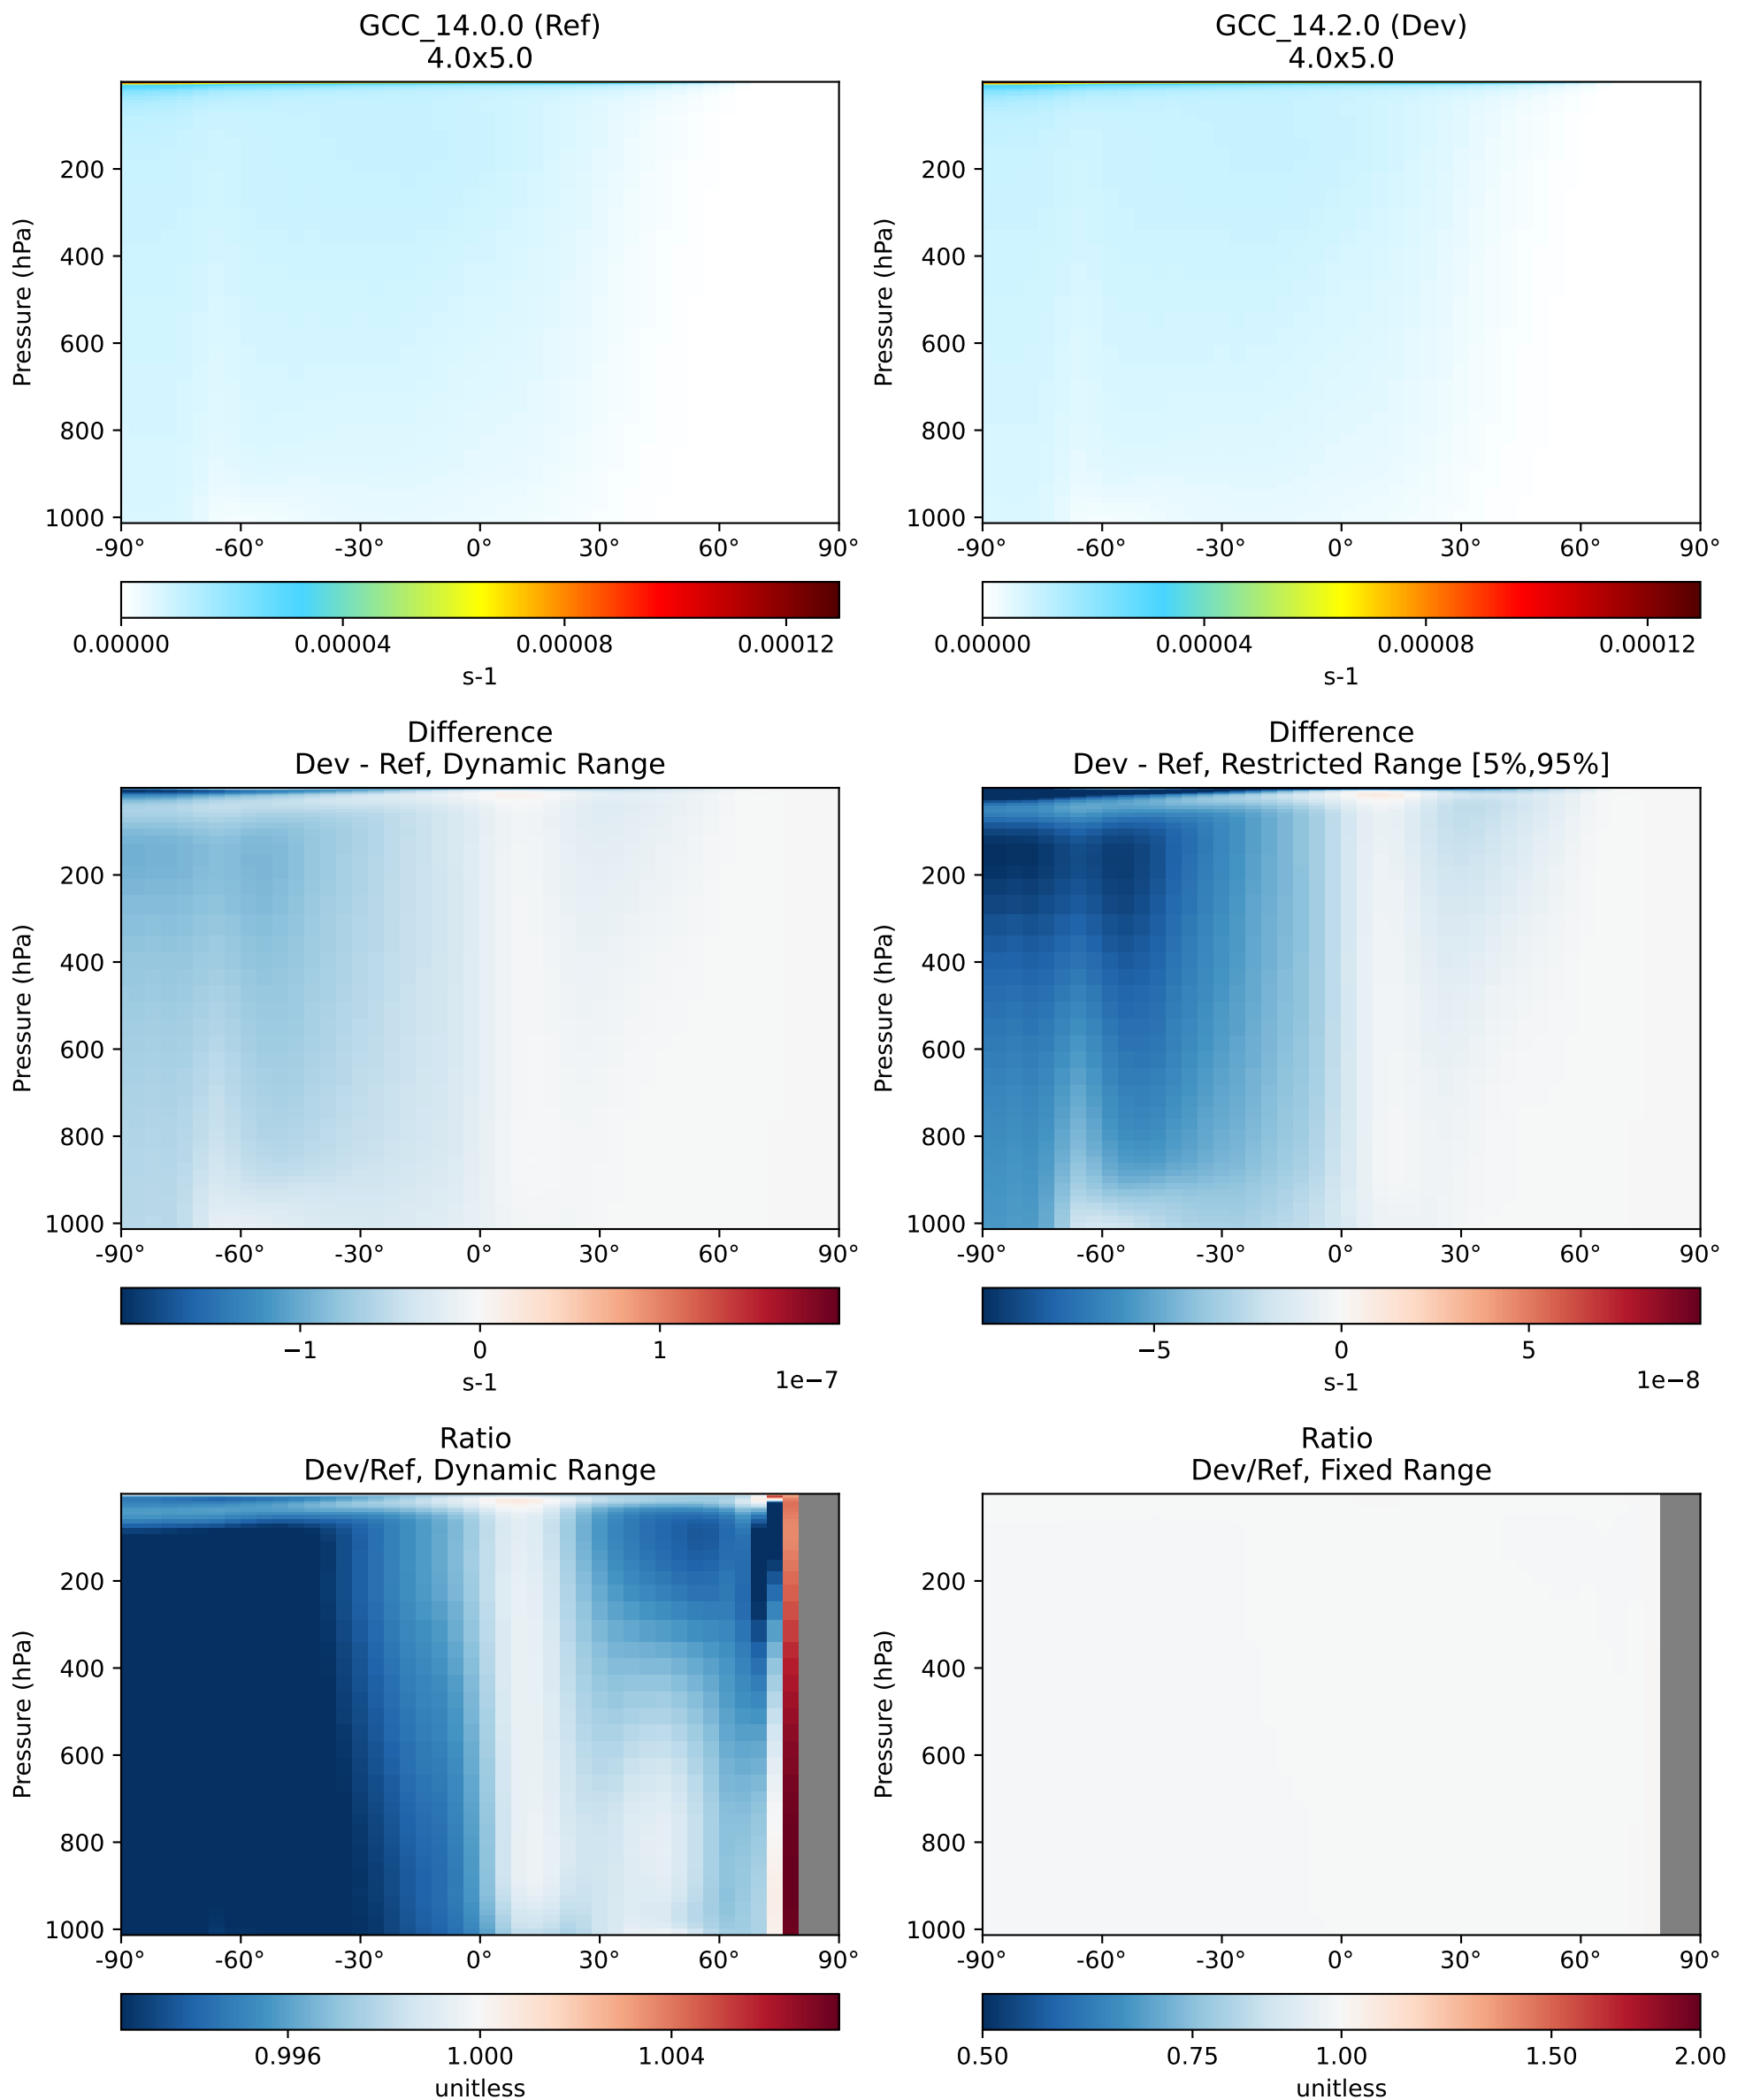 GCC_14.0.0 (Ref)
4.0x5.0
Pressure (hPa)
200
400
600
800
1000
-90° -60° -30° 0° 30° 60° 90°
0.00000 0.00004 0.00008 0.00012
s-1
GCC_14.2.0 (Dev)
4.0x5.0
Pressure (hPa)
200
400
600
800
1000
-90° -60° -30° 0° 30° 60° 90°
0.00000 0.00004 0.00008 0.00012
s-1
Difference
Dev - Ref, Dynamic Range
Pressure (hPa)
200
400
600
800
1000
-90° -60° -30° 0° 30° 60° 90°
−1 0 1
s-1 1e−7
Difference
Dev - Ref, Restricted Range [5%,95%]
Pressure (hPa)
200
400
600
800
1000
-90° -60° -30° 0° 30° 60° 90°
−5 0 5
s-1 1e−8
Ratio
Dev/Ref, Dynamic Range
Pressure (hPa)
200
400
600
800
1000
-90° -60° -30° 0° 30° 60° 90°
0.996 1.000 1.004
unitless
Ratio
Dev/Ref, Fixed Range
Pressure (hPa)
200
400
600
800
1000
-90° -60° -30° 0° 30° 60° 90°
0.50 0.75 1.00 1.50 2.00
unitless